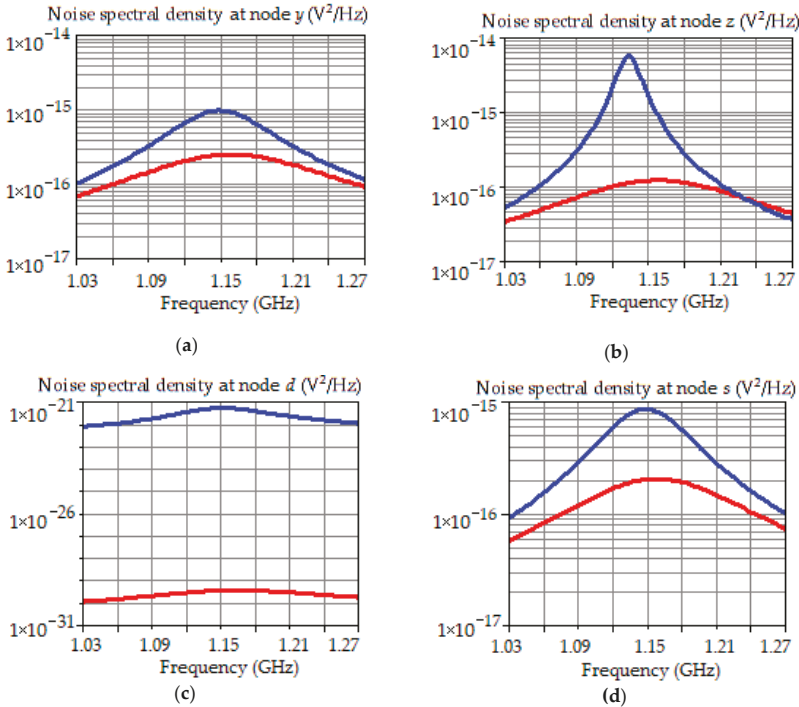 Noise spectral density at node y (V²/Hz)
1×10⁻¹⁴
1×10⁻¹⁵
1×10⁻¹⁶
1×10⁻¹⁷
1.03 1.09 1.15 1.21 1.27
Frequency (GHz)
(a)
Noise spectral density at node z (V²/Hz)
1×10⁻¹⁴
1×10⁻¹⁵
1×10⁻¹⁶
1×10⁻¹⁷
1.03 1.09 1.15 1.21 1.27
Frequency (GHz)
(b)
Noise spectral density at node d (V²/Hz)
1×10⁻²¹
1×10⁻²⁶
1×10⁻³¹
1.03 1.09 1.15 1.21 1.27
Frequency (GHz)
(c)
Noise spectral density at node s (V²/Hz)
1×10⁻¹⁵
1×10⁻¹⁶
1×10⁻¹⁷
1.03 1.09 1.15 1.21 1.27
Frequency (GHz)
(d)